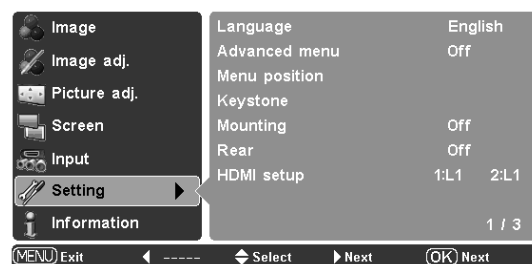 Image
Image adj.
Picture adj.
Screen
Input
Setting
Information
Language English
Advanced menu Off
Menu position
Keystone
Mounting Off
Rear Off
HDMI setup 1:L1 2:L1
1 / 3
MENU Exit ----- Select Next OK Next